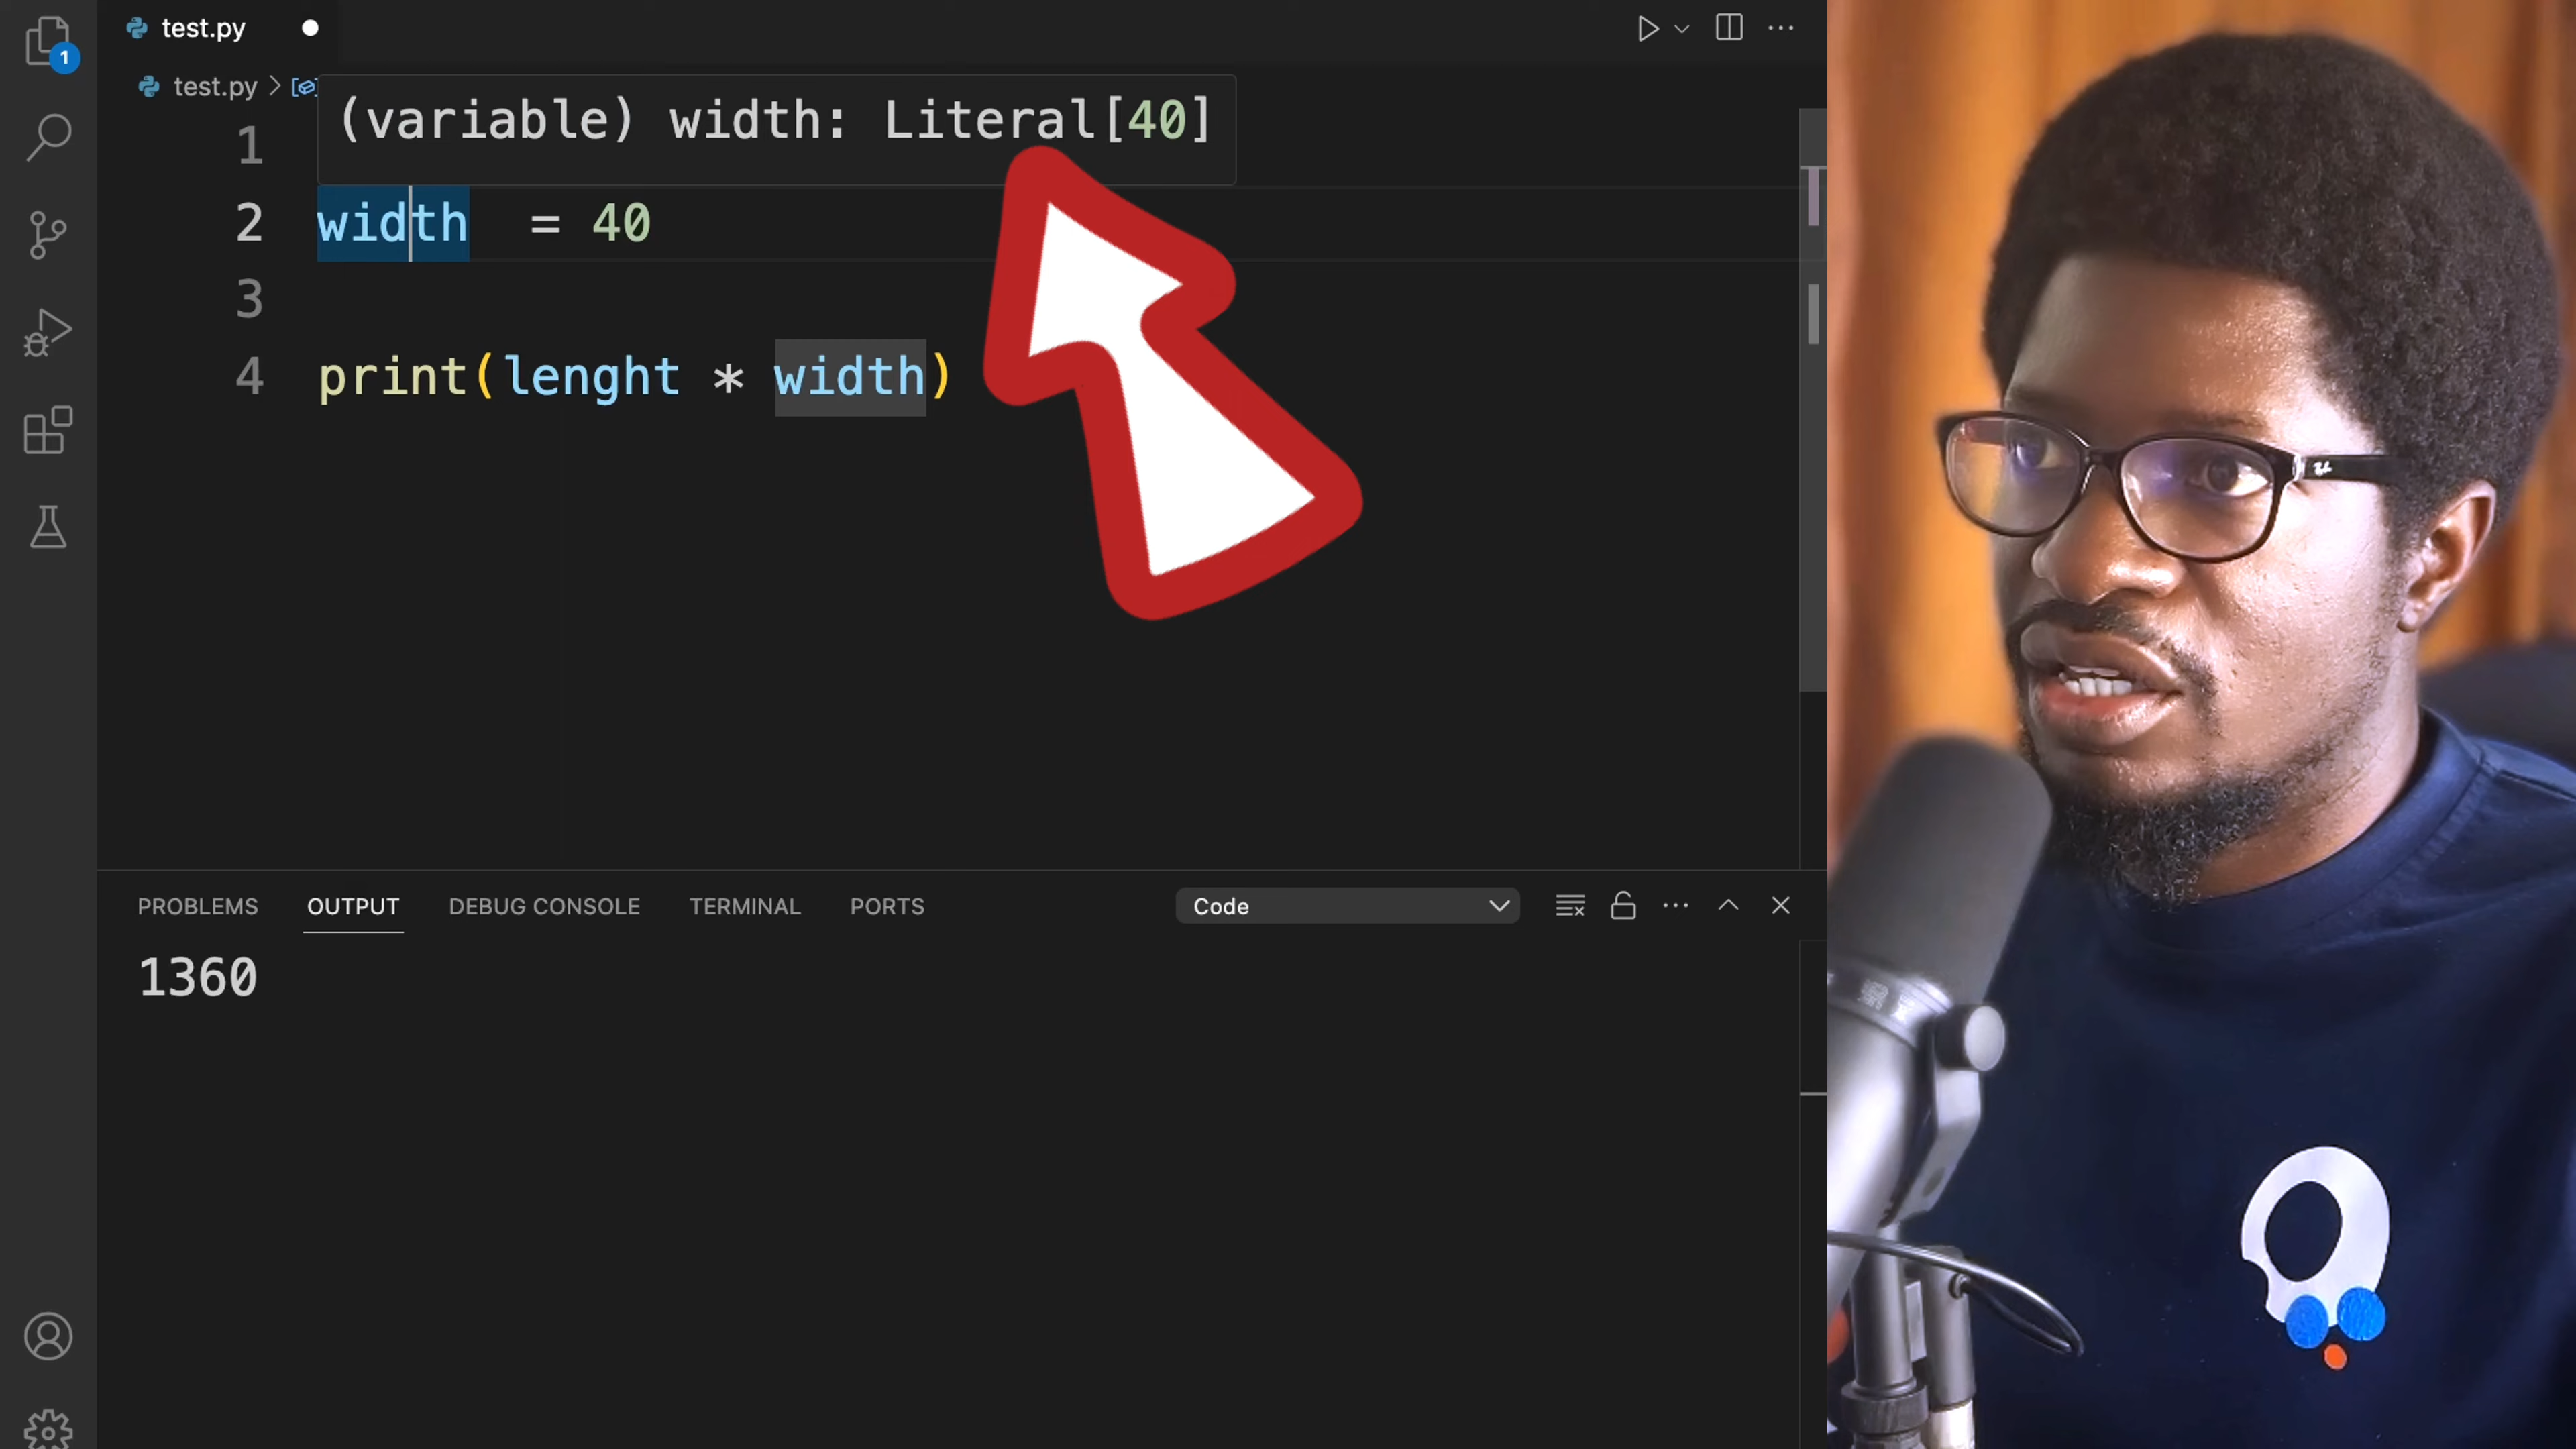 test.py
1
test.py >
(variable) width: Literal[40]
1
2 width  = 40
3
4 print(lenght * width)
PROBLEMS OUTPUT DEBUG CONSOLE TERMINAL PORTS Code
1360